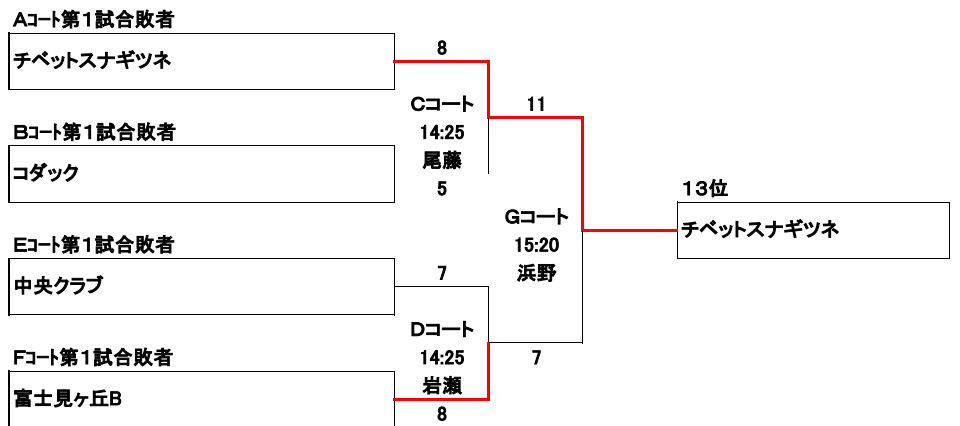 Aコート第1試合敗者
チベットスナギツネ
8
Cコート
14:25
尾藤
11
Bコート第1試合敗者
コダック
5
Gコート
15:20
浜野
13位
チベットスナギツネ
Eコート第1試合敗者
中央クラブ
7
Dコート
14:25
岩瀬
7
Fコート第1試合敗者
富士見ヶ丘B
8